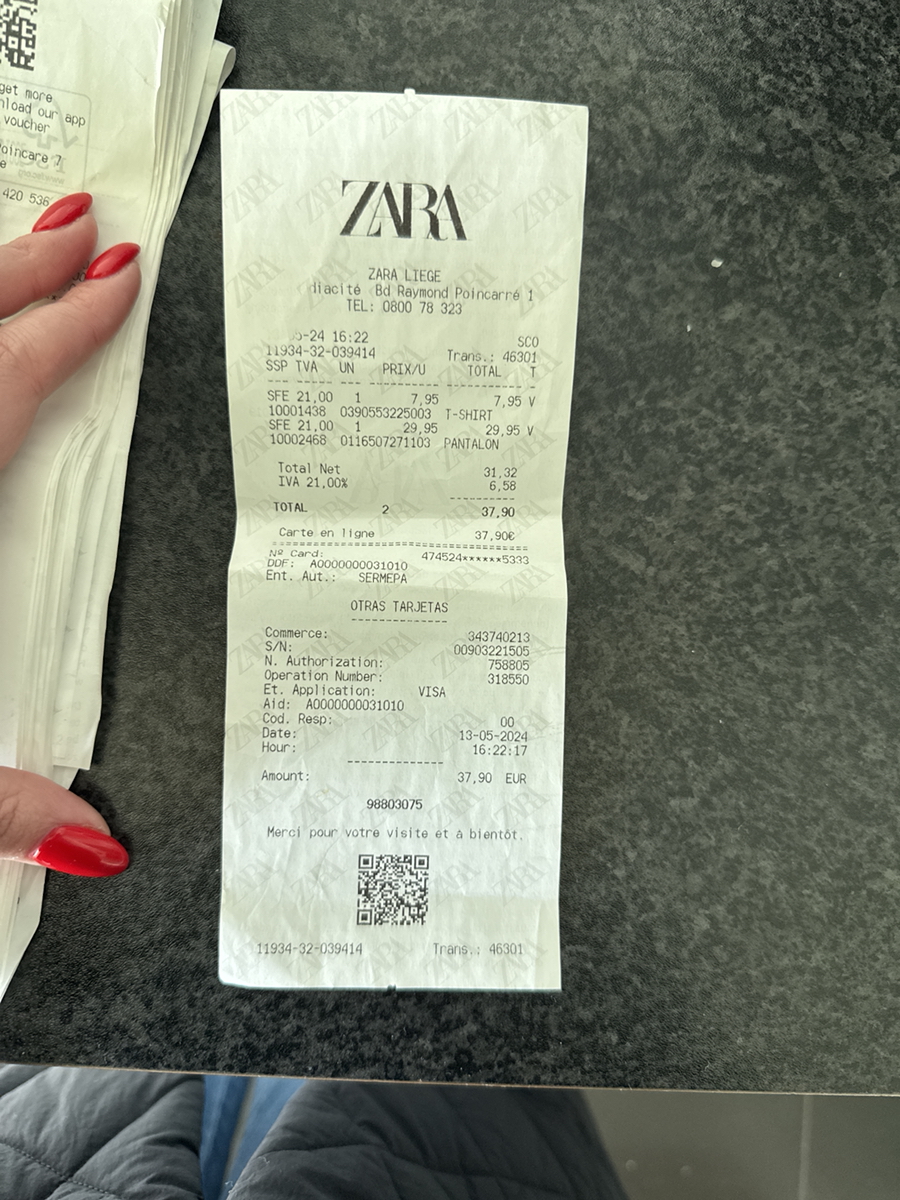 get more
nload our app
voucher
Poincare 7
e
420 536
ZARA
ZARA LIEGE
diacité Bd Raymond Poincarré 1
TEL: 0800 78 323
-24 16:22 SCO
11934-32-039414 Trans.: 46301
SSP TVA UN PRIX/U TOTAL T
SFE 21,00 1 7,95 7,95 V
10001438 0390553225003 T-SHIRT
SFE 21,00 1 29,95 29,95 V
10002468 0116507271103 PANTALON
Total Net 31,32
IVA 21,00% 6,58
TOTAL 2 37,90
Carte en ligne 37,90€
Nº Card: 474524******5333
DDF: A0000000031010
Ent. Aut.: SERMEPA
OTRAS TARJETAS
Commerce: 343740213
S/N: 00903221505
N. Authorization: 758805
Operation Number: 318550
Et. Application: VISA
Aid: A0000000031010
Cod. Resp: 00
Date: 13-05-2024
Hour: 16:22:17
Amount: 37,90 EUR
98803075
Merci pour votre visite et à bientôt.
11934-32-039414 Trans.: 46301